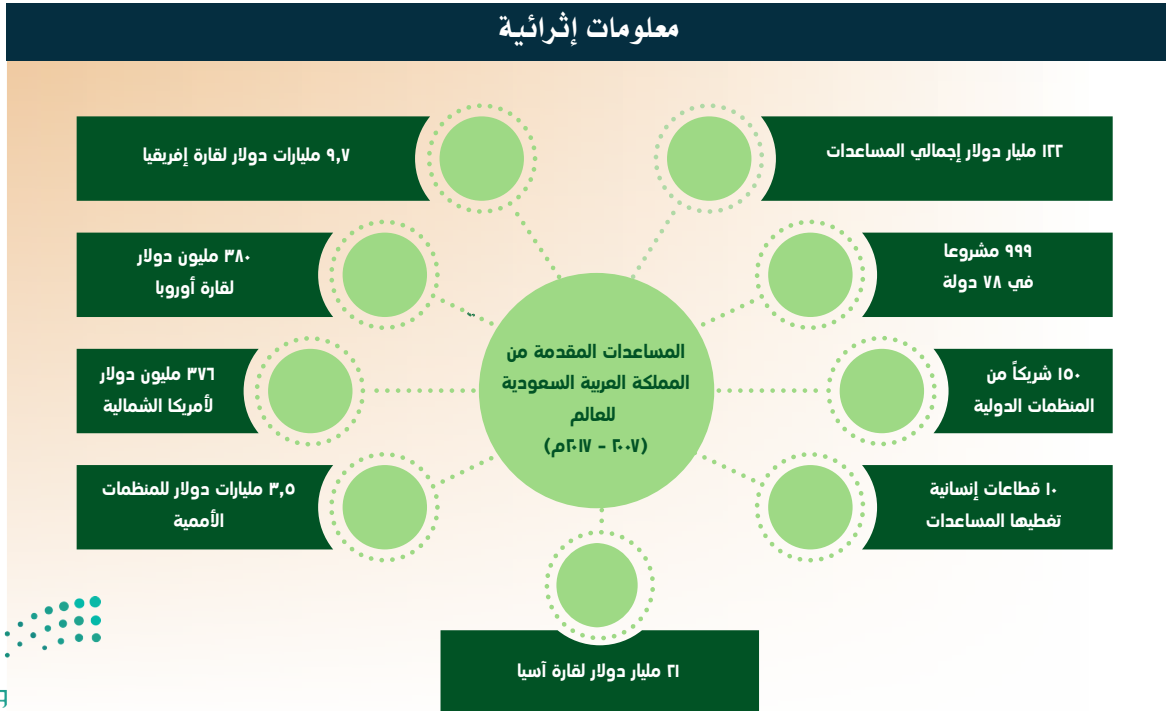 معلومات إثرائية
١٢٢ مليار دولار إجمالي المساعدات
٩,٧ مليارات دولار لقارة إفريقيا
٩٩٩ مشروعا
في ٧٨ دولة
٣٨٠ مليون دولار
لقارة أوروبا
المساعدات المقدمة من
المملكة العربية السعودية
للعالم
(٢٠٠٧ - ٢٠١٧م)
١٥٠ شريكاً من
المنظمات الدولية
٣٧٦ مليون دولار
لأمريكا الشمالية
١٠ قطاعات إنسانية
تغطيها المساعدات
٣,٥ مليارات دولار للمنظمات
الأممية
٢١ مليار دولار لقارة آسيا